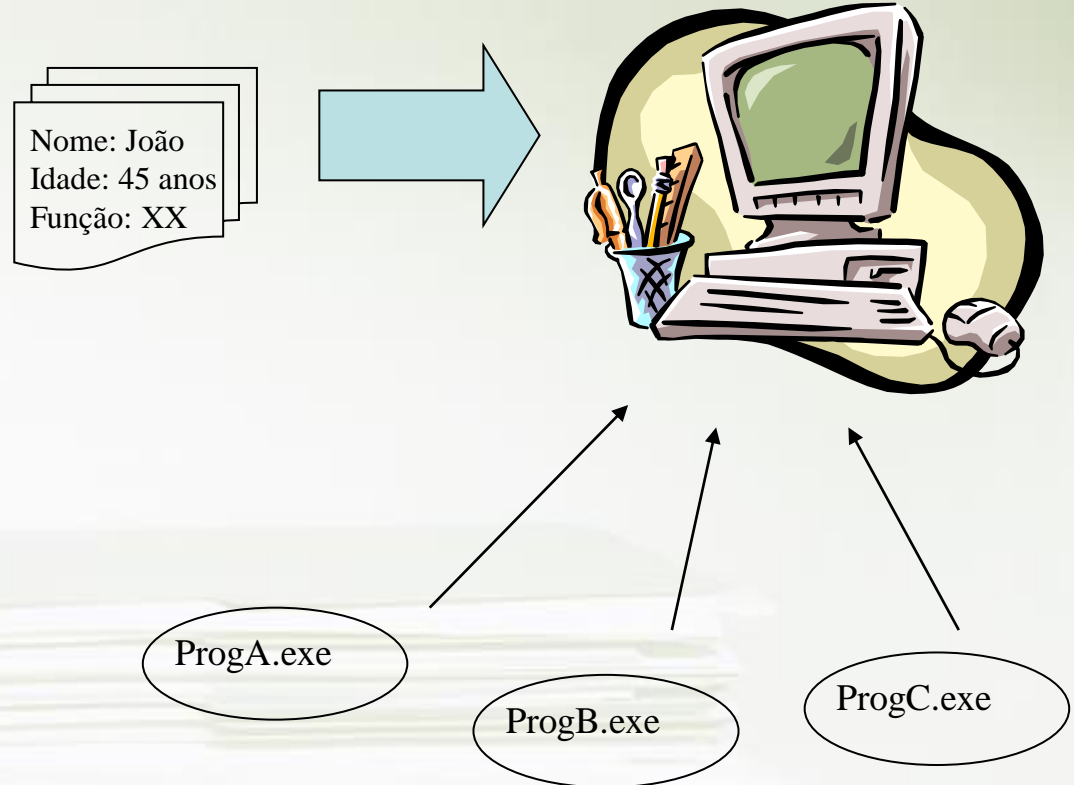 Nome: João
Idade: 45 anos
Função: XX
ProgA.exe
ProgB.exe
ProgC.exe